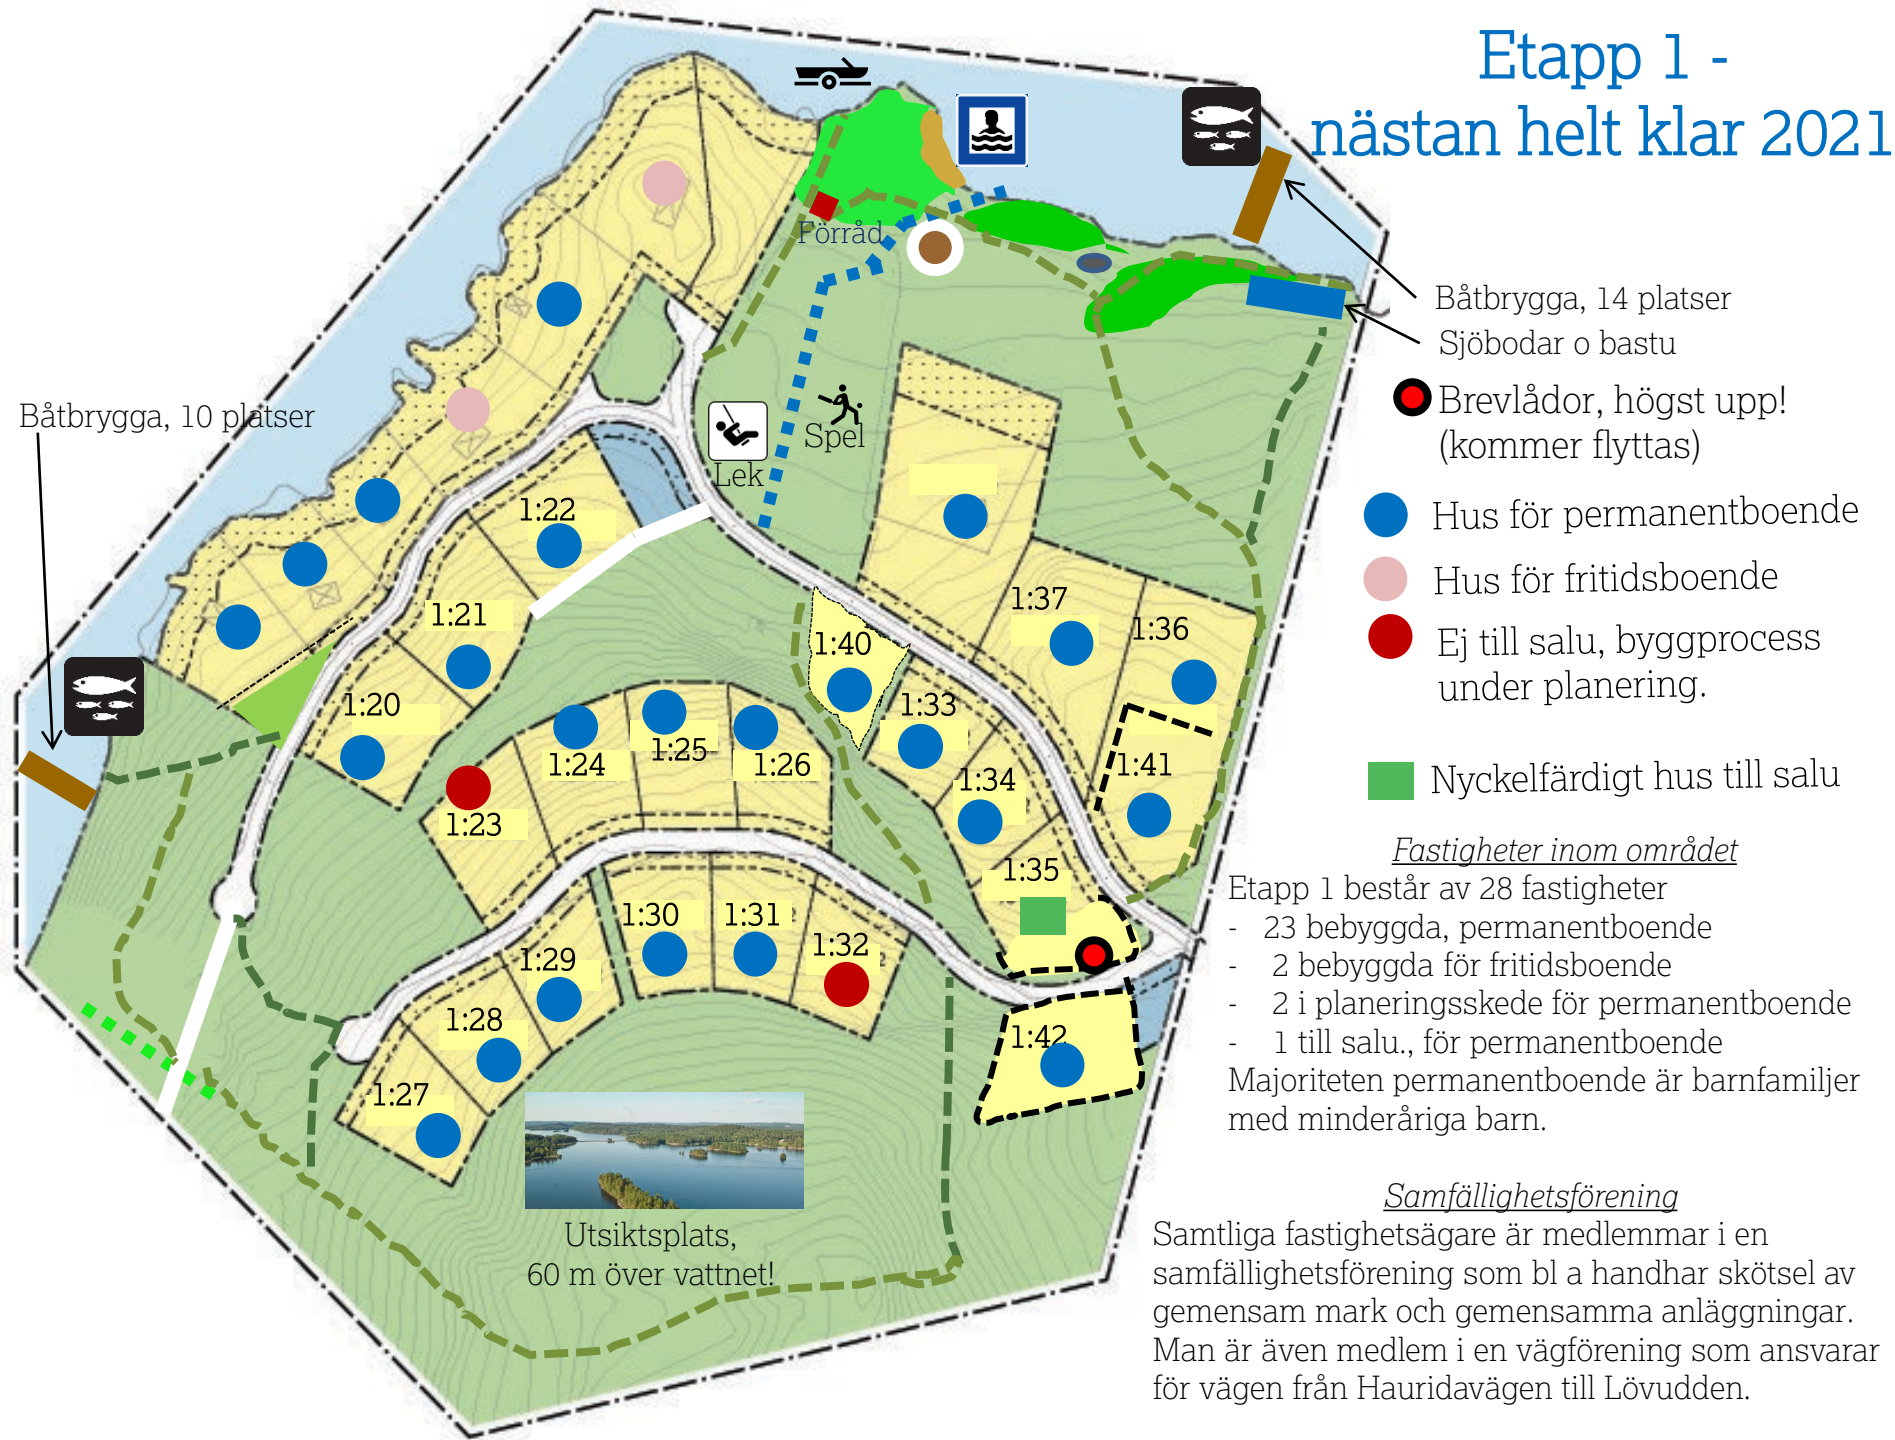 Etapp 1 -
nästan helt klar 2021
Förråd
Båtbrygga, 14 platser
Sjöbodar o bastu
Brevlådor, högst upp!
(kommer flyttas)
Båtbrygga, 10 platser
Spel
Lek
Hus för permanentboende
Hus för fritidsboende
Ej till salu, byggprocess
under planering.
Nyckelfärdigt hus till salu
1:22
1:21
1:20
1:37
1:36
1:40
1:33
1:34
1:41
1:24
1:25
1:26
1:23
1:35
1:30
1:31
1:32
1:29
1:28
1:27
1:42
Utsiktsplats,
60 m över vattnet!
Fastigheter inom området
Etapp 1 består av 28 fastigheter
- 23 bebyggda, permanentboende
- 2 bebyggda för fritidsboende
- 2 i planeringsskede för permanentboende
- 1 till salu., för permanentboende
Majoriteten permanentboende är barnfamiljer
med minderåriga barn.
Samfällighetsförening
Samtliga fastighetsägare är medlemmar i en
samfällighetsförening som bl a handhar skötsel av
gemensam mark och gemensamma anläggningar.
Man är även medlem i en vägförening som ansvarar
för vägen från Hauridavägen till Lövudden.